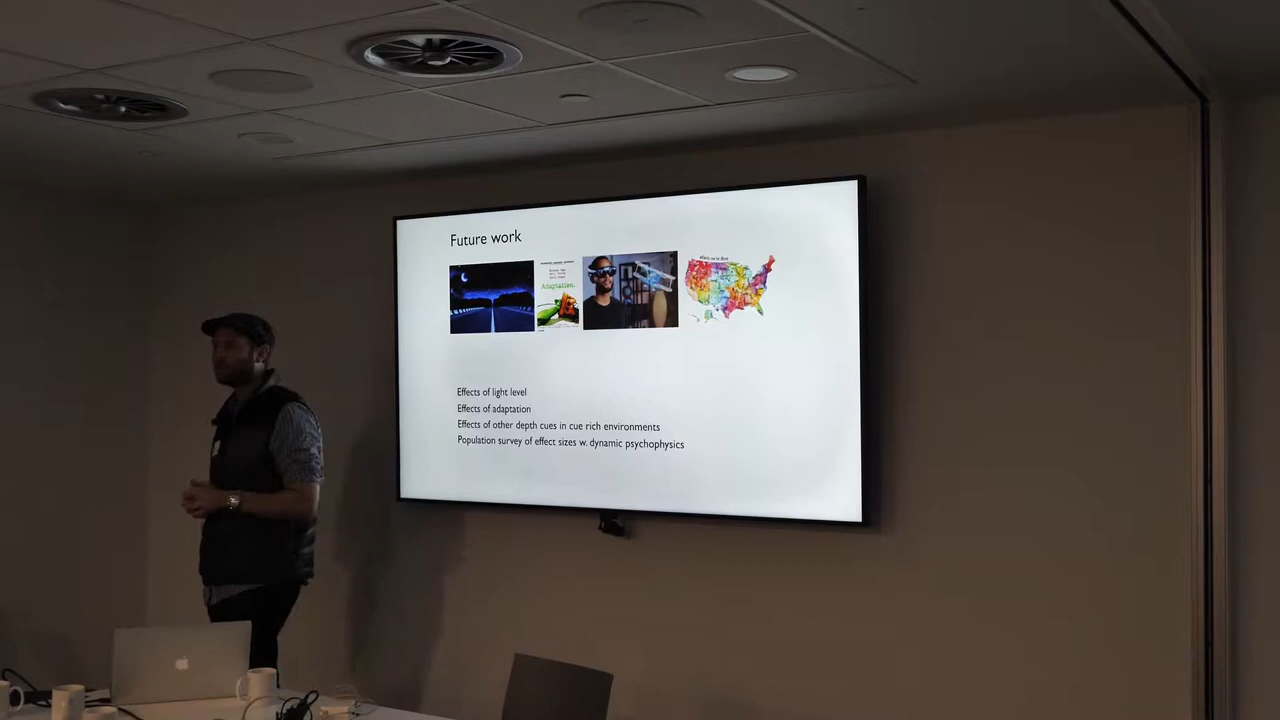 Future work
Adaptation.
Effects of light level
Effects of adaptation
Effects of other depth cues in cue rich environments
Population survey of effect sizes w. dynamic psychophysics